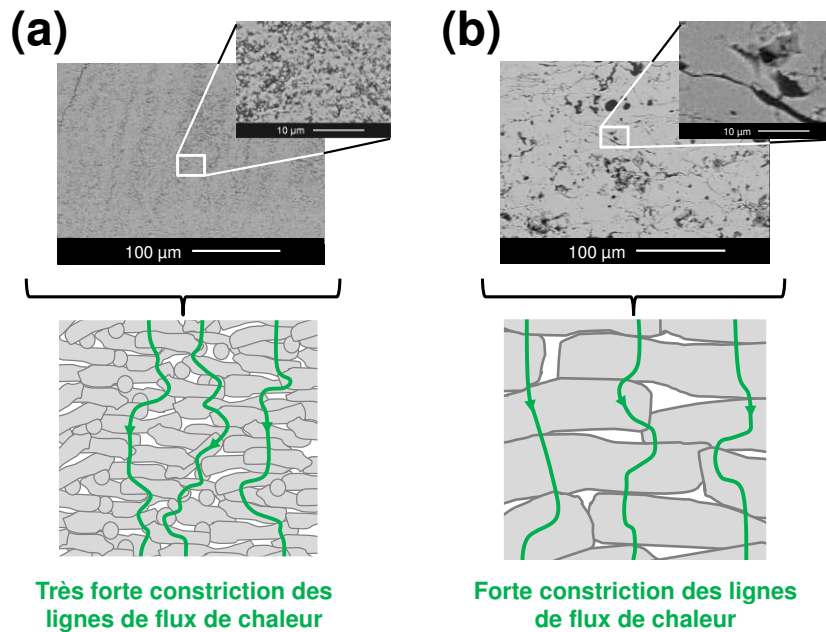 (a)
10 µm
100 µm
Très forte constriction des
lignes de flux de chaleur
(b)
10 µm
100 µm
Forte constriction des lignes
de flux de chaleur